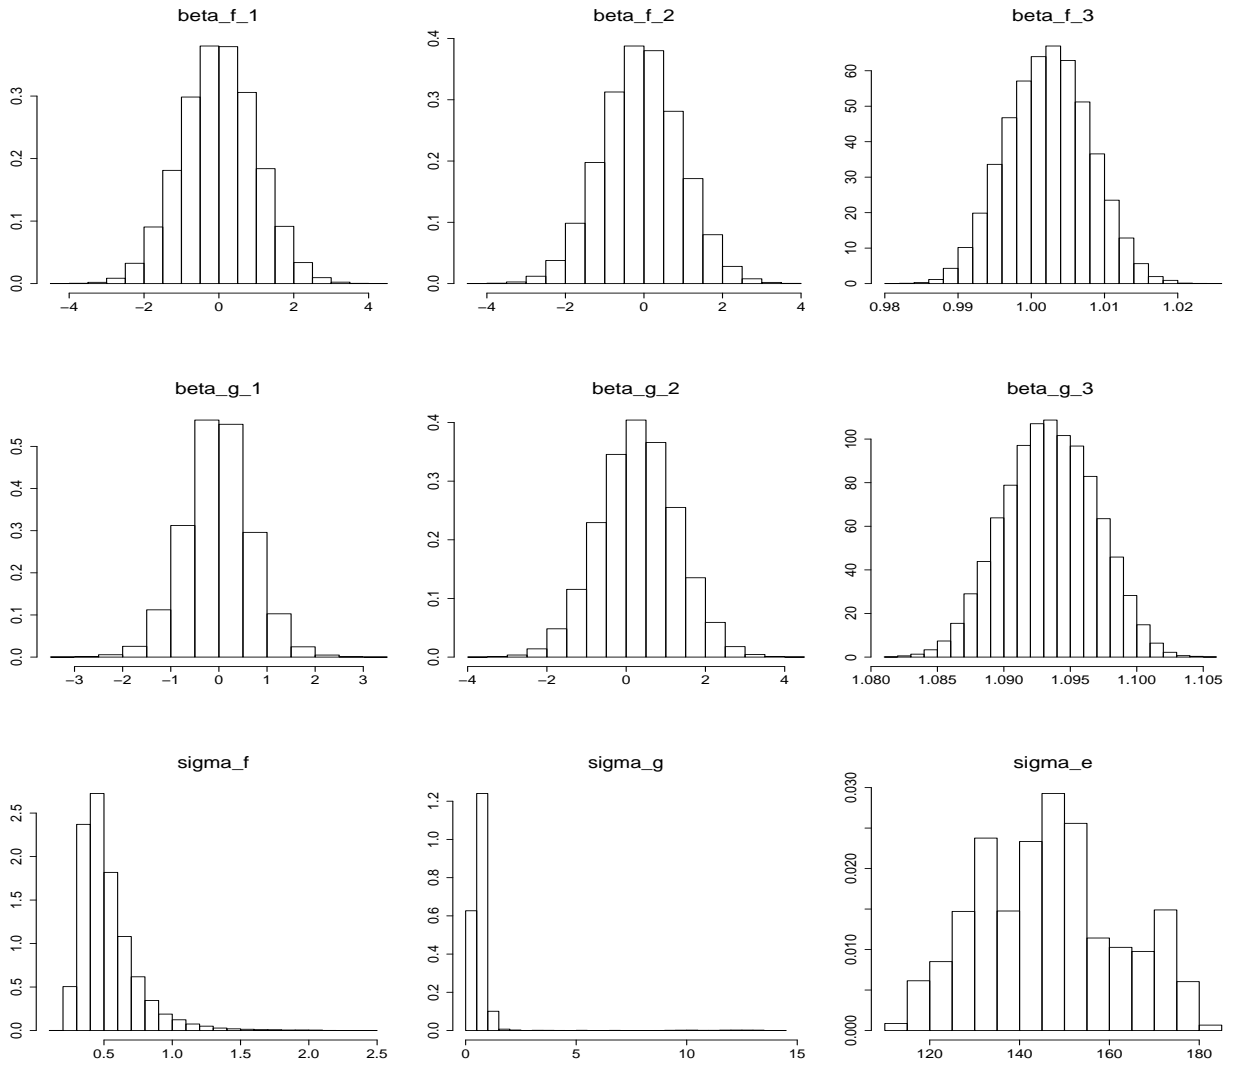 beta_f_1 beta_f_2 beta_f_3
0.0 0.1 0.2 0.3
−4 −2 0 2 4
0.0 0.1 0.2 0.3 0.4
−4 −2 0 2 4
0 10 20 30 40 50 60
0.98 0.99 1.00 1.01 1.02
beta_g_1 beta_g_2 beta_g_3
0.0 0.1 0.2 0.3 0.4 0.5
−3 −2 −1 0 1 2 3
0.0 0.1 0.2 0.3 0.4
−4 −2 0 2 4
0 20 40 60 80 100
1.080 1.085 1.090 1.095 1.100 1.105
sigma_f sigma_g sigma_e
0.0 0.5 1.0 1.5 2.0 2.5
0.5 1.0 1.5 2.0 2.5
0.0 0.2 0.4 0.6 0.8 1.0 1.2
0 5 10 15
0.000 0.010 0.020 0.030
120 140 160 180